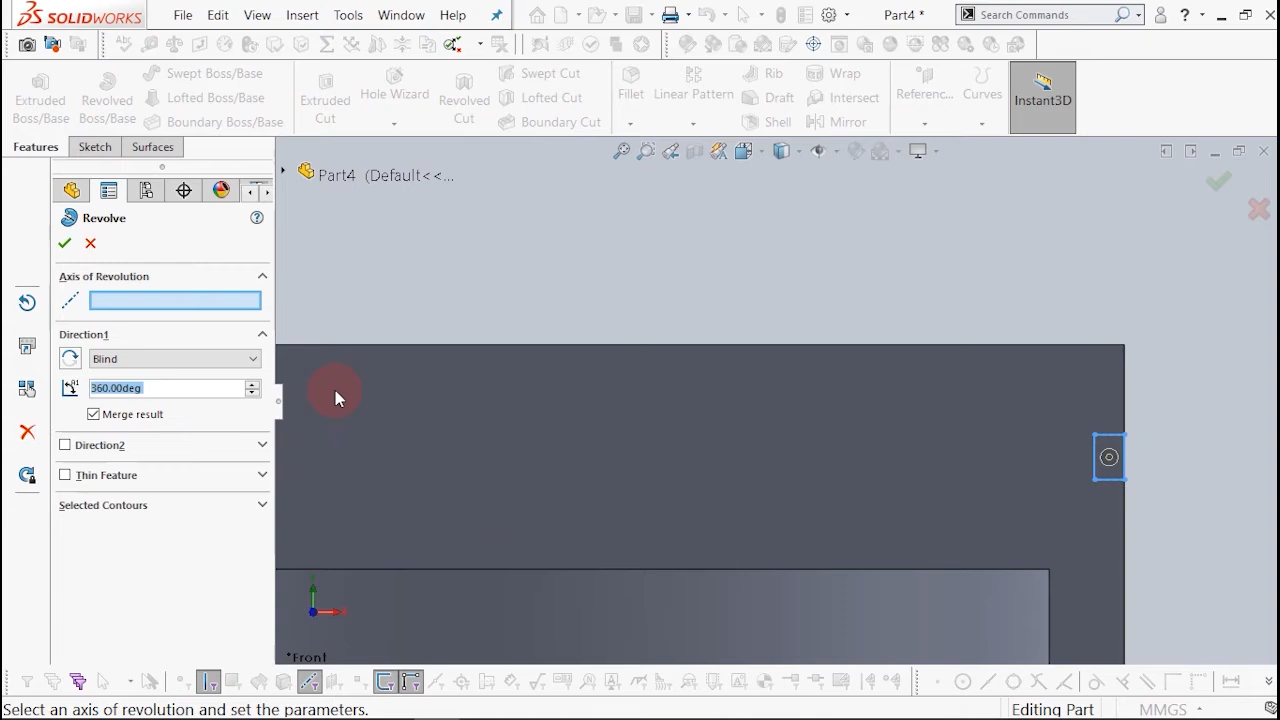 SOLIDWORKS File Edit View Insert Tools Window Help Part4 * Search Commands ?
Extruded Boss/Base Revolved Boss/Base Swept Boss/Base Lofted Boss/Base Boundary Boss/Base Extruded Cut Hole Wizard Revolved Cut Swept Cut Lofted Cut Boundary Cut Fillet Linear Pattern Rib Draft Shell Wrap Intersect Mirror Referenc... Curves Instant3D
Features Sketch Surfaces
Part4 (Default<<...
Revolve
Axis of Revolution
Direction1
Blind
360.00deg
Merge result
Direction2
Thin Feature
Selected Contours
*Front
Select an axis of revolution and set the parameters. Editing Part MMGS